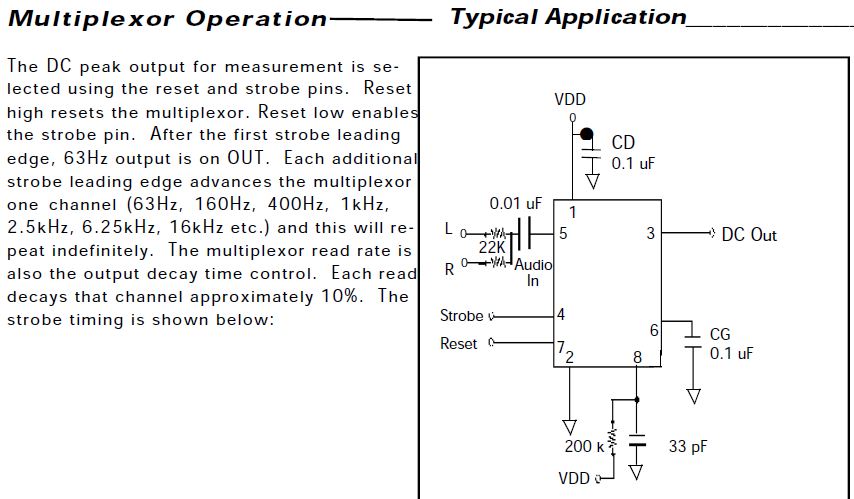 Multiplexor Operation
The DC peak output for measurement is se-
lected using the reset and strobe pins. Reset
high resets the multiplexor. Reset low enables
the strobe pin. After the first strobe leading
edge, 63Hz output is on OUT. Each additional
strobe leading edge advances the multiplexor
one channel (63Hz, 160Hz, 400Hz, 1kHz,
2.5kHz, 6.25kHz, 16kHz etc.) and this will re-
peat indefinitely. The multiplexor read rate is
also the output decay time control. Each read
decays that channel approximately 10%. The
strobe timing is shown below:
Typical Application
VDD
CD
0.1 uF
0.01 uF
1
L
5
3
DC Out
22K
R
Audio
In
Strobe
4
6
CG
0.1 uF
Reset
7
2
8
200 k
33 pF
VDD